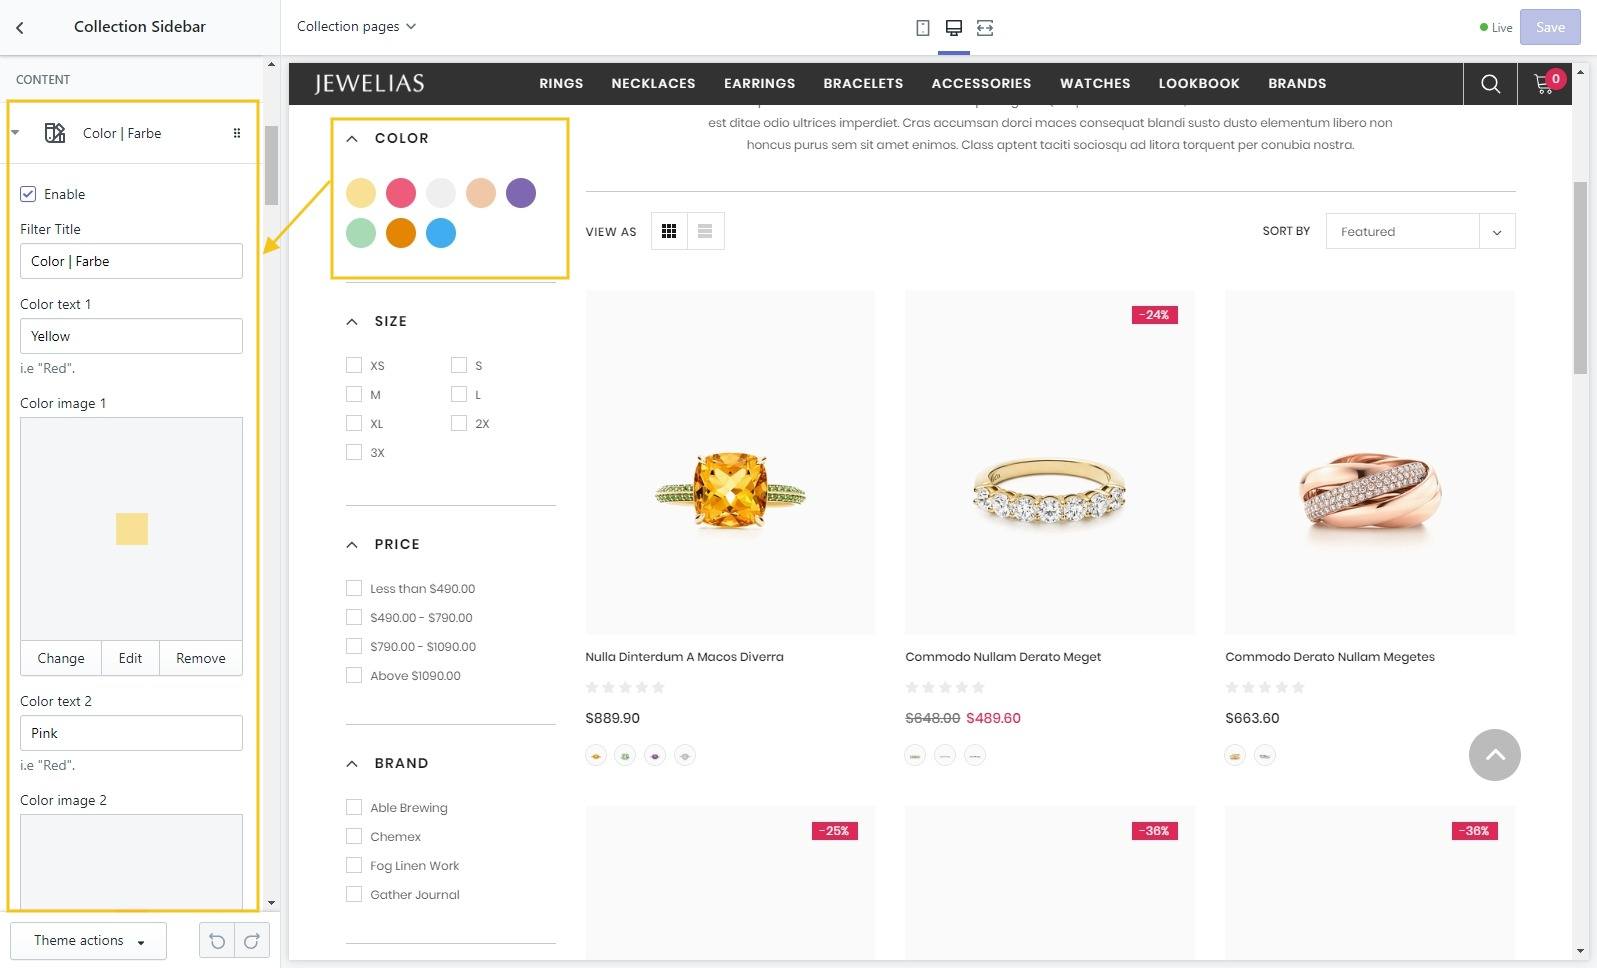 Collection Sidebar
Collection pages
Live
Save
CONTENT
Color | Farbe
Enable
Filter Title
Color | Farbe
Color text 1
Yellow
i.e "Red".
Color image 1
Change Edit Remove
Color text 2
Pink
i.e "Red".
Color image 2
Theme actions
JEWELIAS
RINGS NECKLACES EARRINGS BRACELETS ACCESSORIES WATCHES LOOKBOOK BRANDS
0
est ditae odio ultrices imperdiet. Cras accumsan dorci maces consequat blandi susto dusto elementum libero non
honcus purus sem sit amet enimos. Class aptent taciti sociosqu ad litora torquent per conubia nostra.
COLOR
SIZE
XS S
M L
XL 2X
3X
PRICE
Less than $490.00
$490.00 - $790.00
$790.00 - $1090.00
Above $1090.00
BRAND
Able Brewing
Chemex
Fog Linen Work
Gather Journal
VIEW AS
SORT BY Featured
-24%
Nulla Dinterdum A Macos Diverra
$889.90
Commodo Nullam Derato Meget
$648.00 $489.60
Commodo Derato Nullam Megetes
$663.60
-25%
-36%
-36%